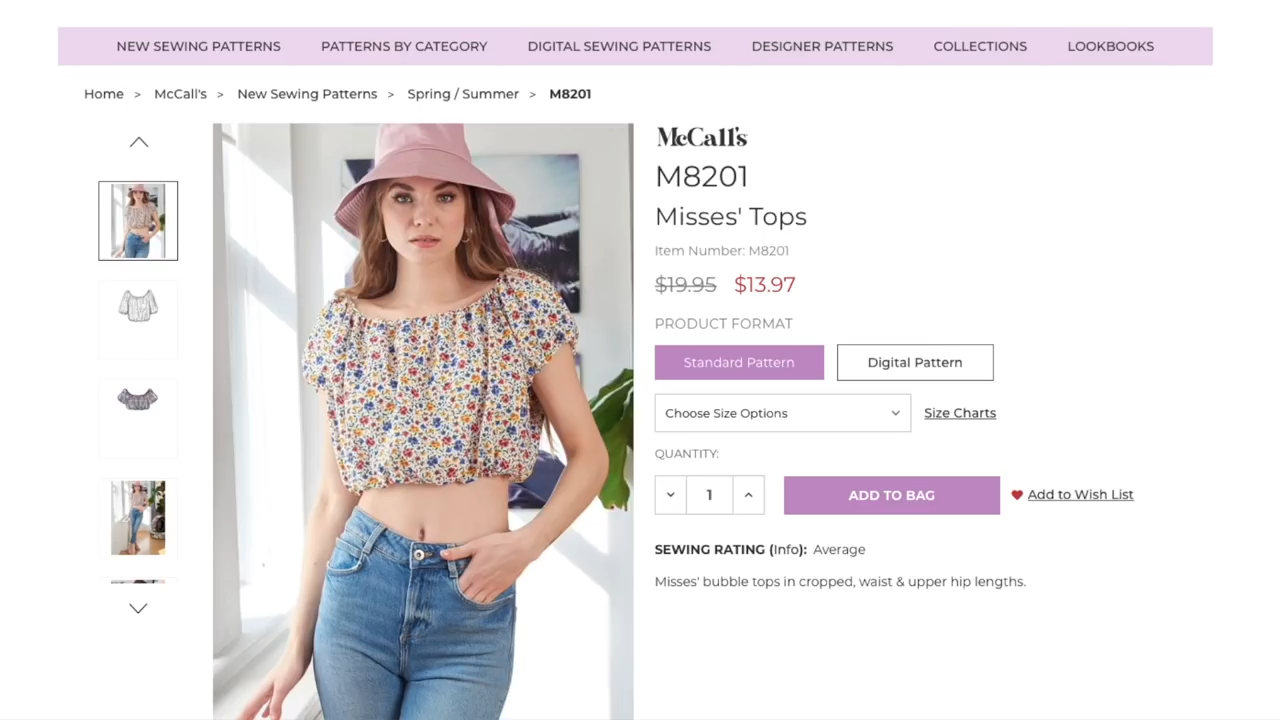 NEW SEWING PATTERNS PATTERNS BY CATEGORY DIGITAL SEWING PATTERNS DESIGNER PATTERNS COLLECTIONS LOOKBOOKS
Home > McCall's > New Sewing Patterns > Spring / Summer > M8201
McCall's
M8201
Misses' Tops
Item Number: M8201
$19.95 $13.97
PRODUCT FORMAT
Standard Pattern Digital Pattern
Choose Size Options Size Charts
QUANTITY:
1 ADD TO BAG Add to Wish List
SEWING RATING (Info): Average
Misses' bubble tops in cropped, waist & upper hip lengths.